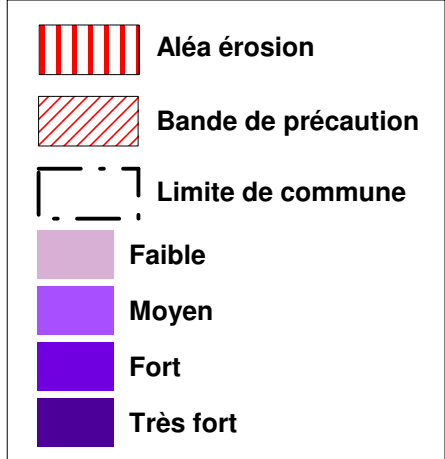 Aléa érosion
Bande de précaution
Limite de commune
Faible
Moyen
Fort
Très fort